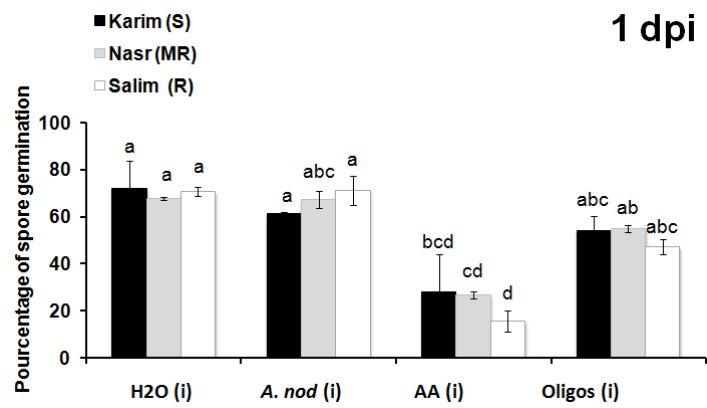 Karim (S)
Nasr (MR)
Salim (R)
1 dpi
Pourcentage of spore germination
100
80
60
40
20
0
a a a
a abc a
bcd cd d
abc ab abc
H2O (i) A. nod (i) AA (i) Oligos (i)